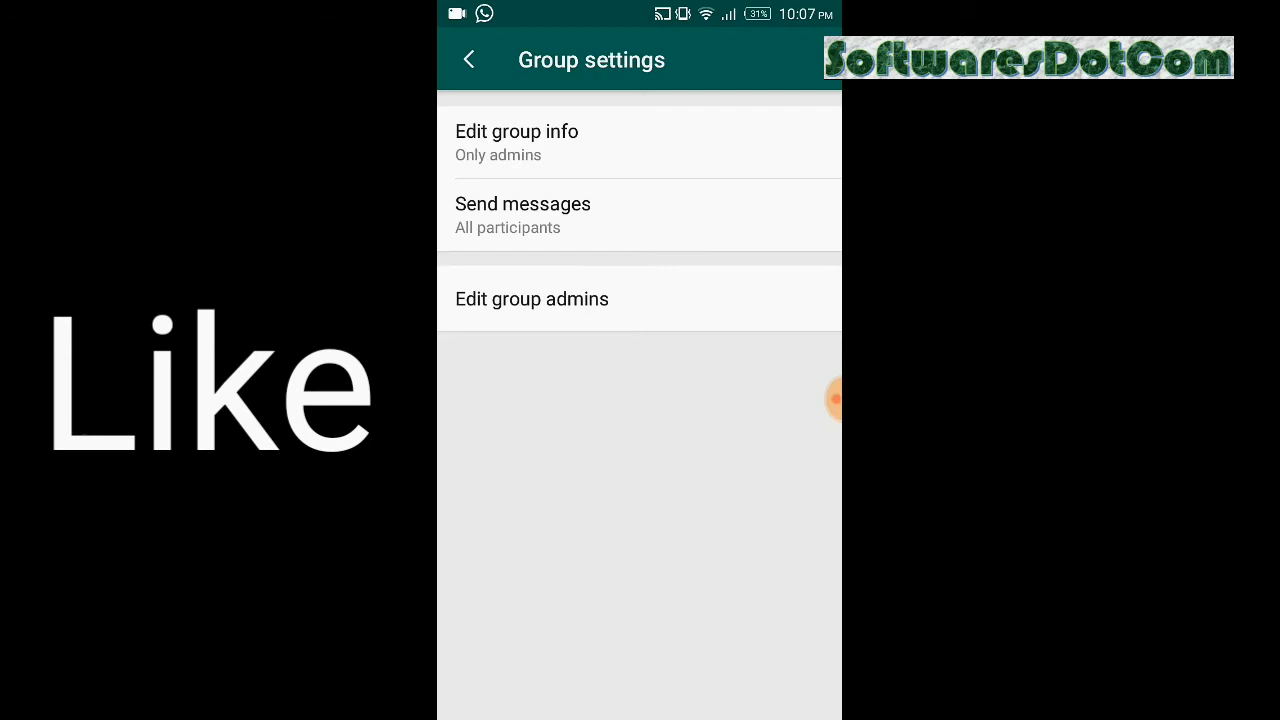 31%
10:07 PM
Group settings
SoftwaresDotCom
Edit group info
Only admins
Send messages
All participants
Edit group admins
Like